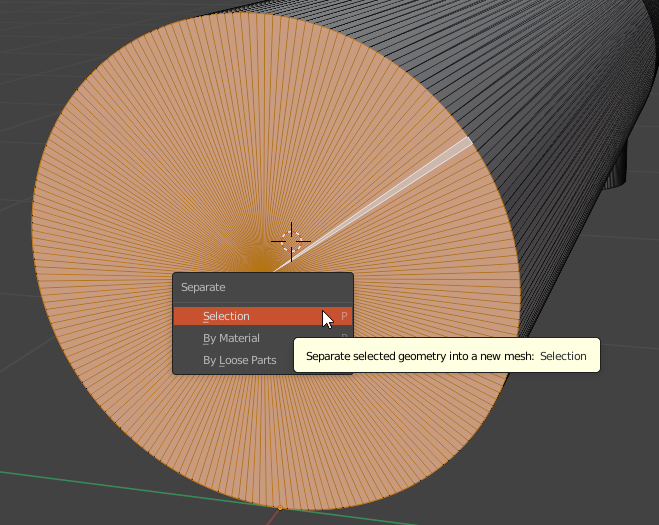 Separate
Selection P
By Material P
By Loose Parts
Separate selected geometry into a new mesh: Selection